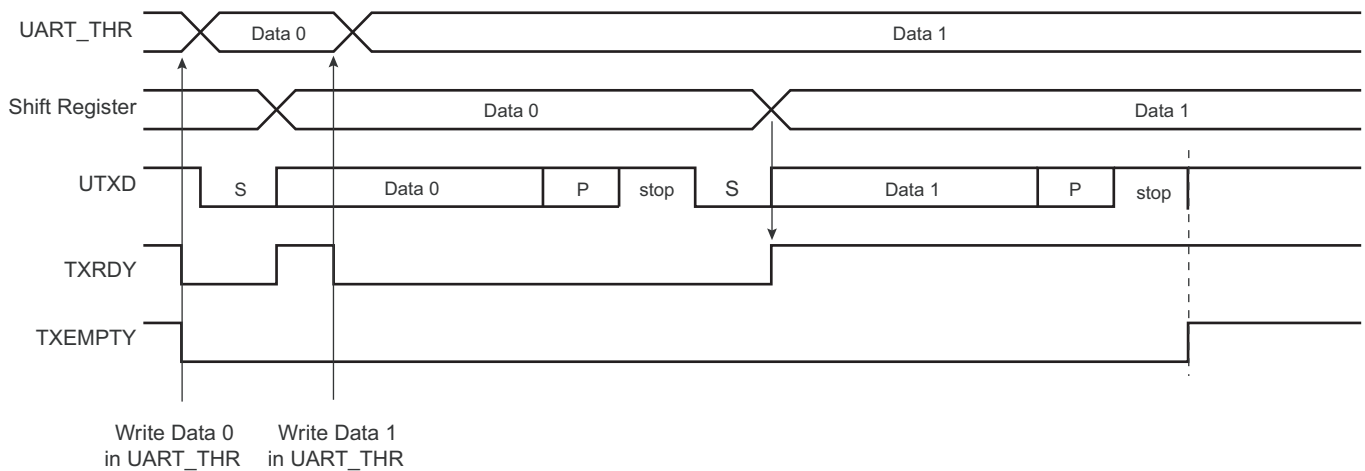 UART_THR
Data 0
Data 1
Shift Register
Data 0
Data 1
UTXD
S
Data 0
P
stop
S
Data 1
P
stop
TXRDY
TXEMPTY
Write Data 0
in UART_THR
Write Data 1
in UART_THR